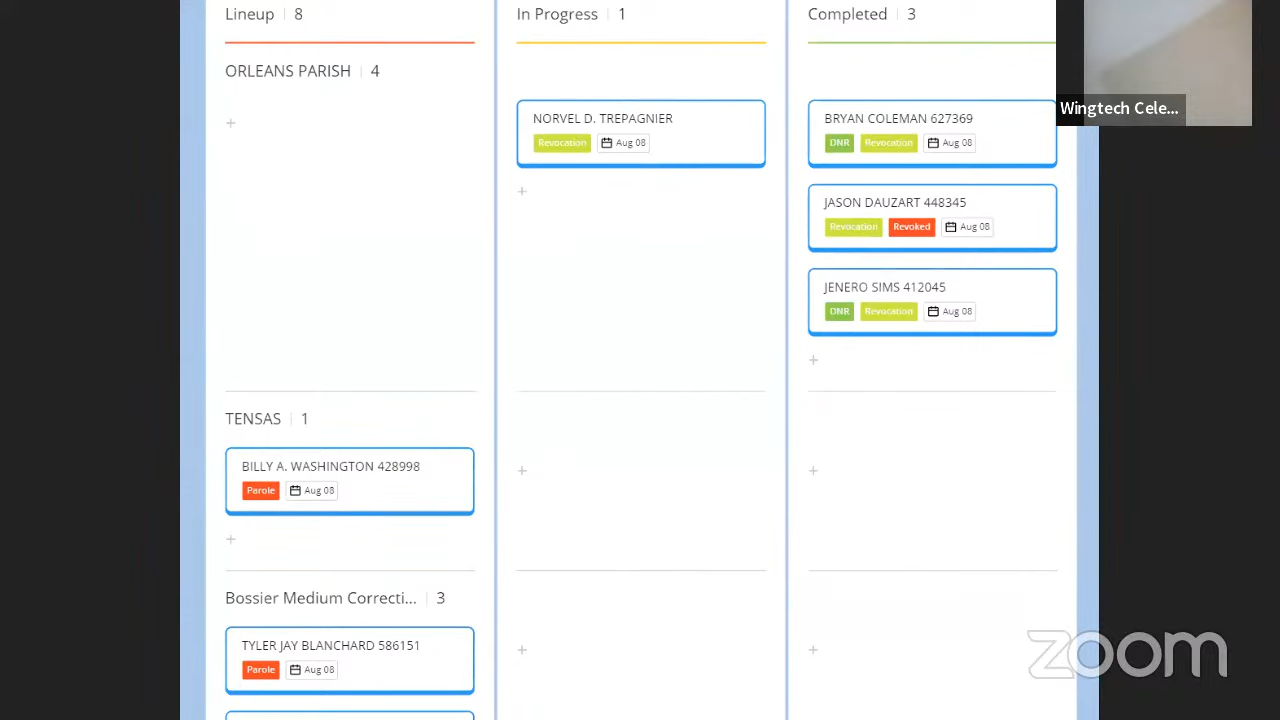 Lineup | 8
In Progress | 1
Completed | 3
Wingtech Cele...
ORLEANS PARISH | 4
+
NORVEL D. TREPAGNIER
Revocation Aug 08
+
BRYAN COLEMAN 627369
DNR Revocation Aug 08
JASON DAUZART 448345
Revocation Revoked Aug 08
JENERO SIMS 412045
DNR Revocation Aug 08
+
TENSAS | 1
BILLY A. WASHINGTON 428998
Parole Aug 08
+
+
+
Bossier Medium Correcti... | 3
TYLER JAY BLANCHARD 586151
Parole Aug 08
+
+
zoom